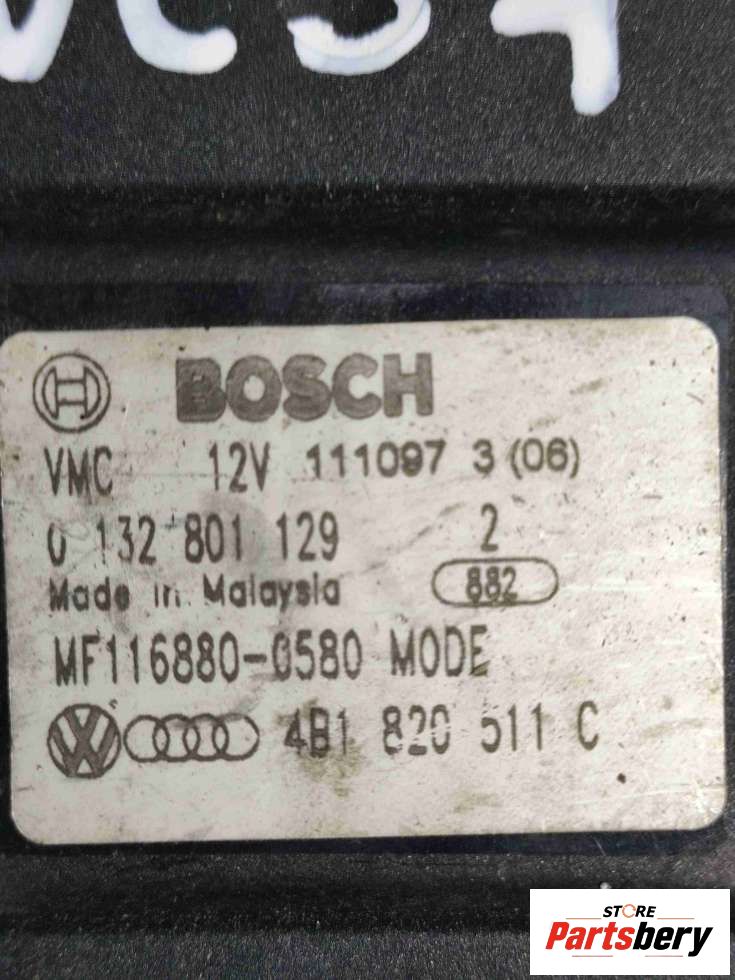 BOSCH
VMC 12V 111097 3 (06)
0 132 801 129 2
Made in Malaysia 882
MF116880-0580 MODE
4B1 820 511 C
STORE
Partsbery